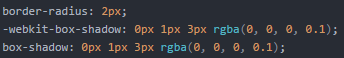 border-radius: 2px;
-webkit-box-shadow: 0px 1px 3px rgba(0, 0, 0, 0.1);
box-shadow: 0px 1px 3px rgba(0, 0, 0, 0.1);